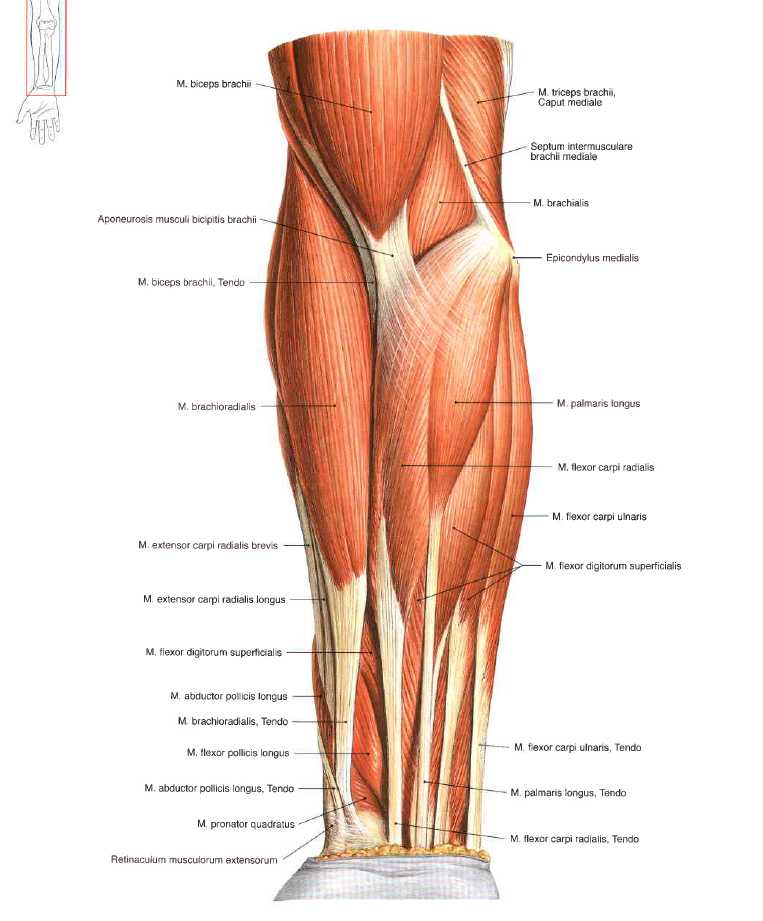 M. biceps brachii
M. triceps brachii,
Caput mediale
Septum intermusculare
brachii mediale
M. brachialis
Aponeurosis musculi bicipitis brachii
Epicondylus medialis
M. biceps brachii, Tendo
M. brachioradialis
M. palmaris longus
M. flexor carpi radialis
M. flexor carpi ulnaris
M. extensor carpi radialis brevis
M. flexor digitorum superficialis
M. extensor carpi radialis longus
M. flexor digitorum superficialis
M. abductor pollicis longus
M. brachioradialis, Tendo
M. flexor carpi ulnaris, Tendo
M. flexor pollicis longus
M. abductor pollicis longus, Tendo
M. palmaris longus, Tendo
M. pronator quadratus
M. flexor carpi radialis, Tendo
Retinaculum musculorum extensorum